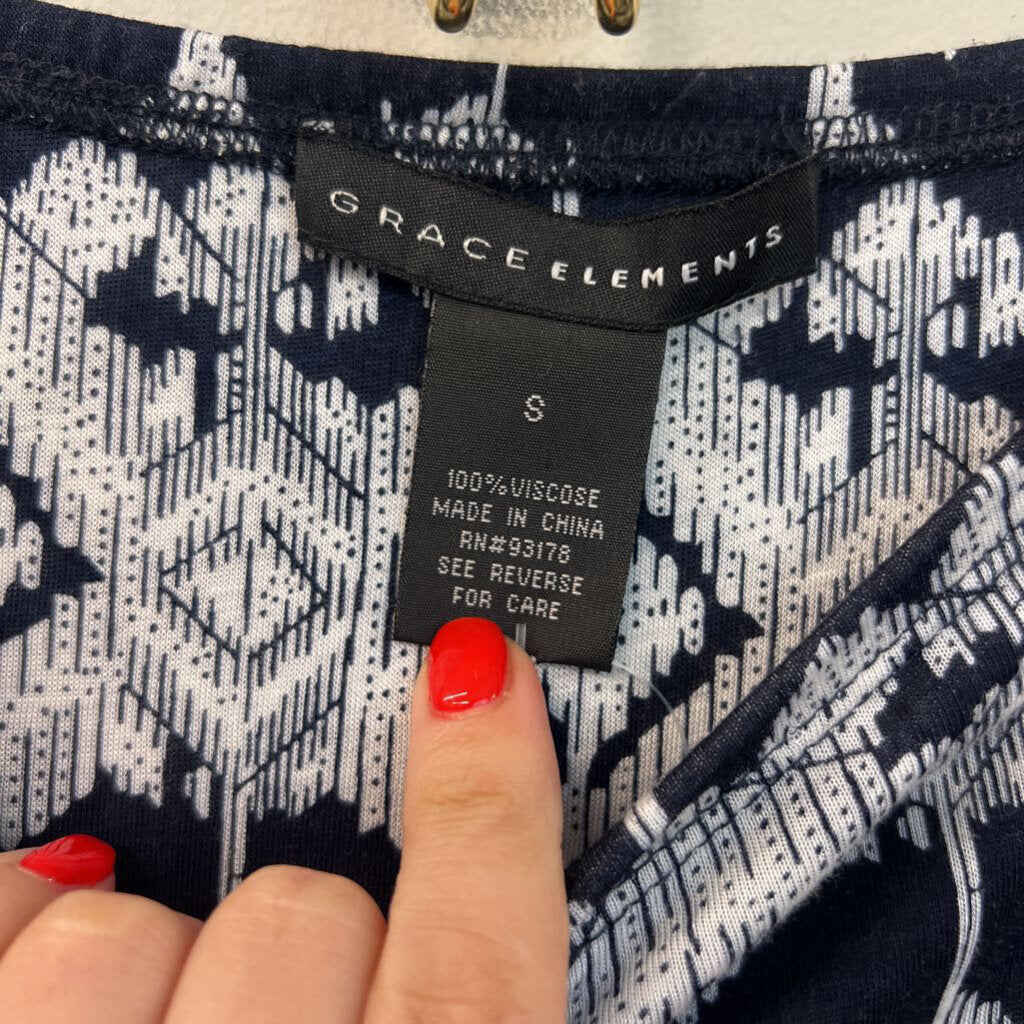 GRACE ELEMENTS
S
100%VISCOSE
MADE IN CHINA
RN#93178
SEE REVERSE
FOR CARE